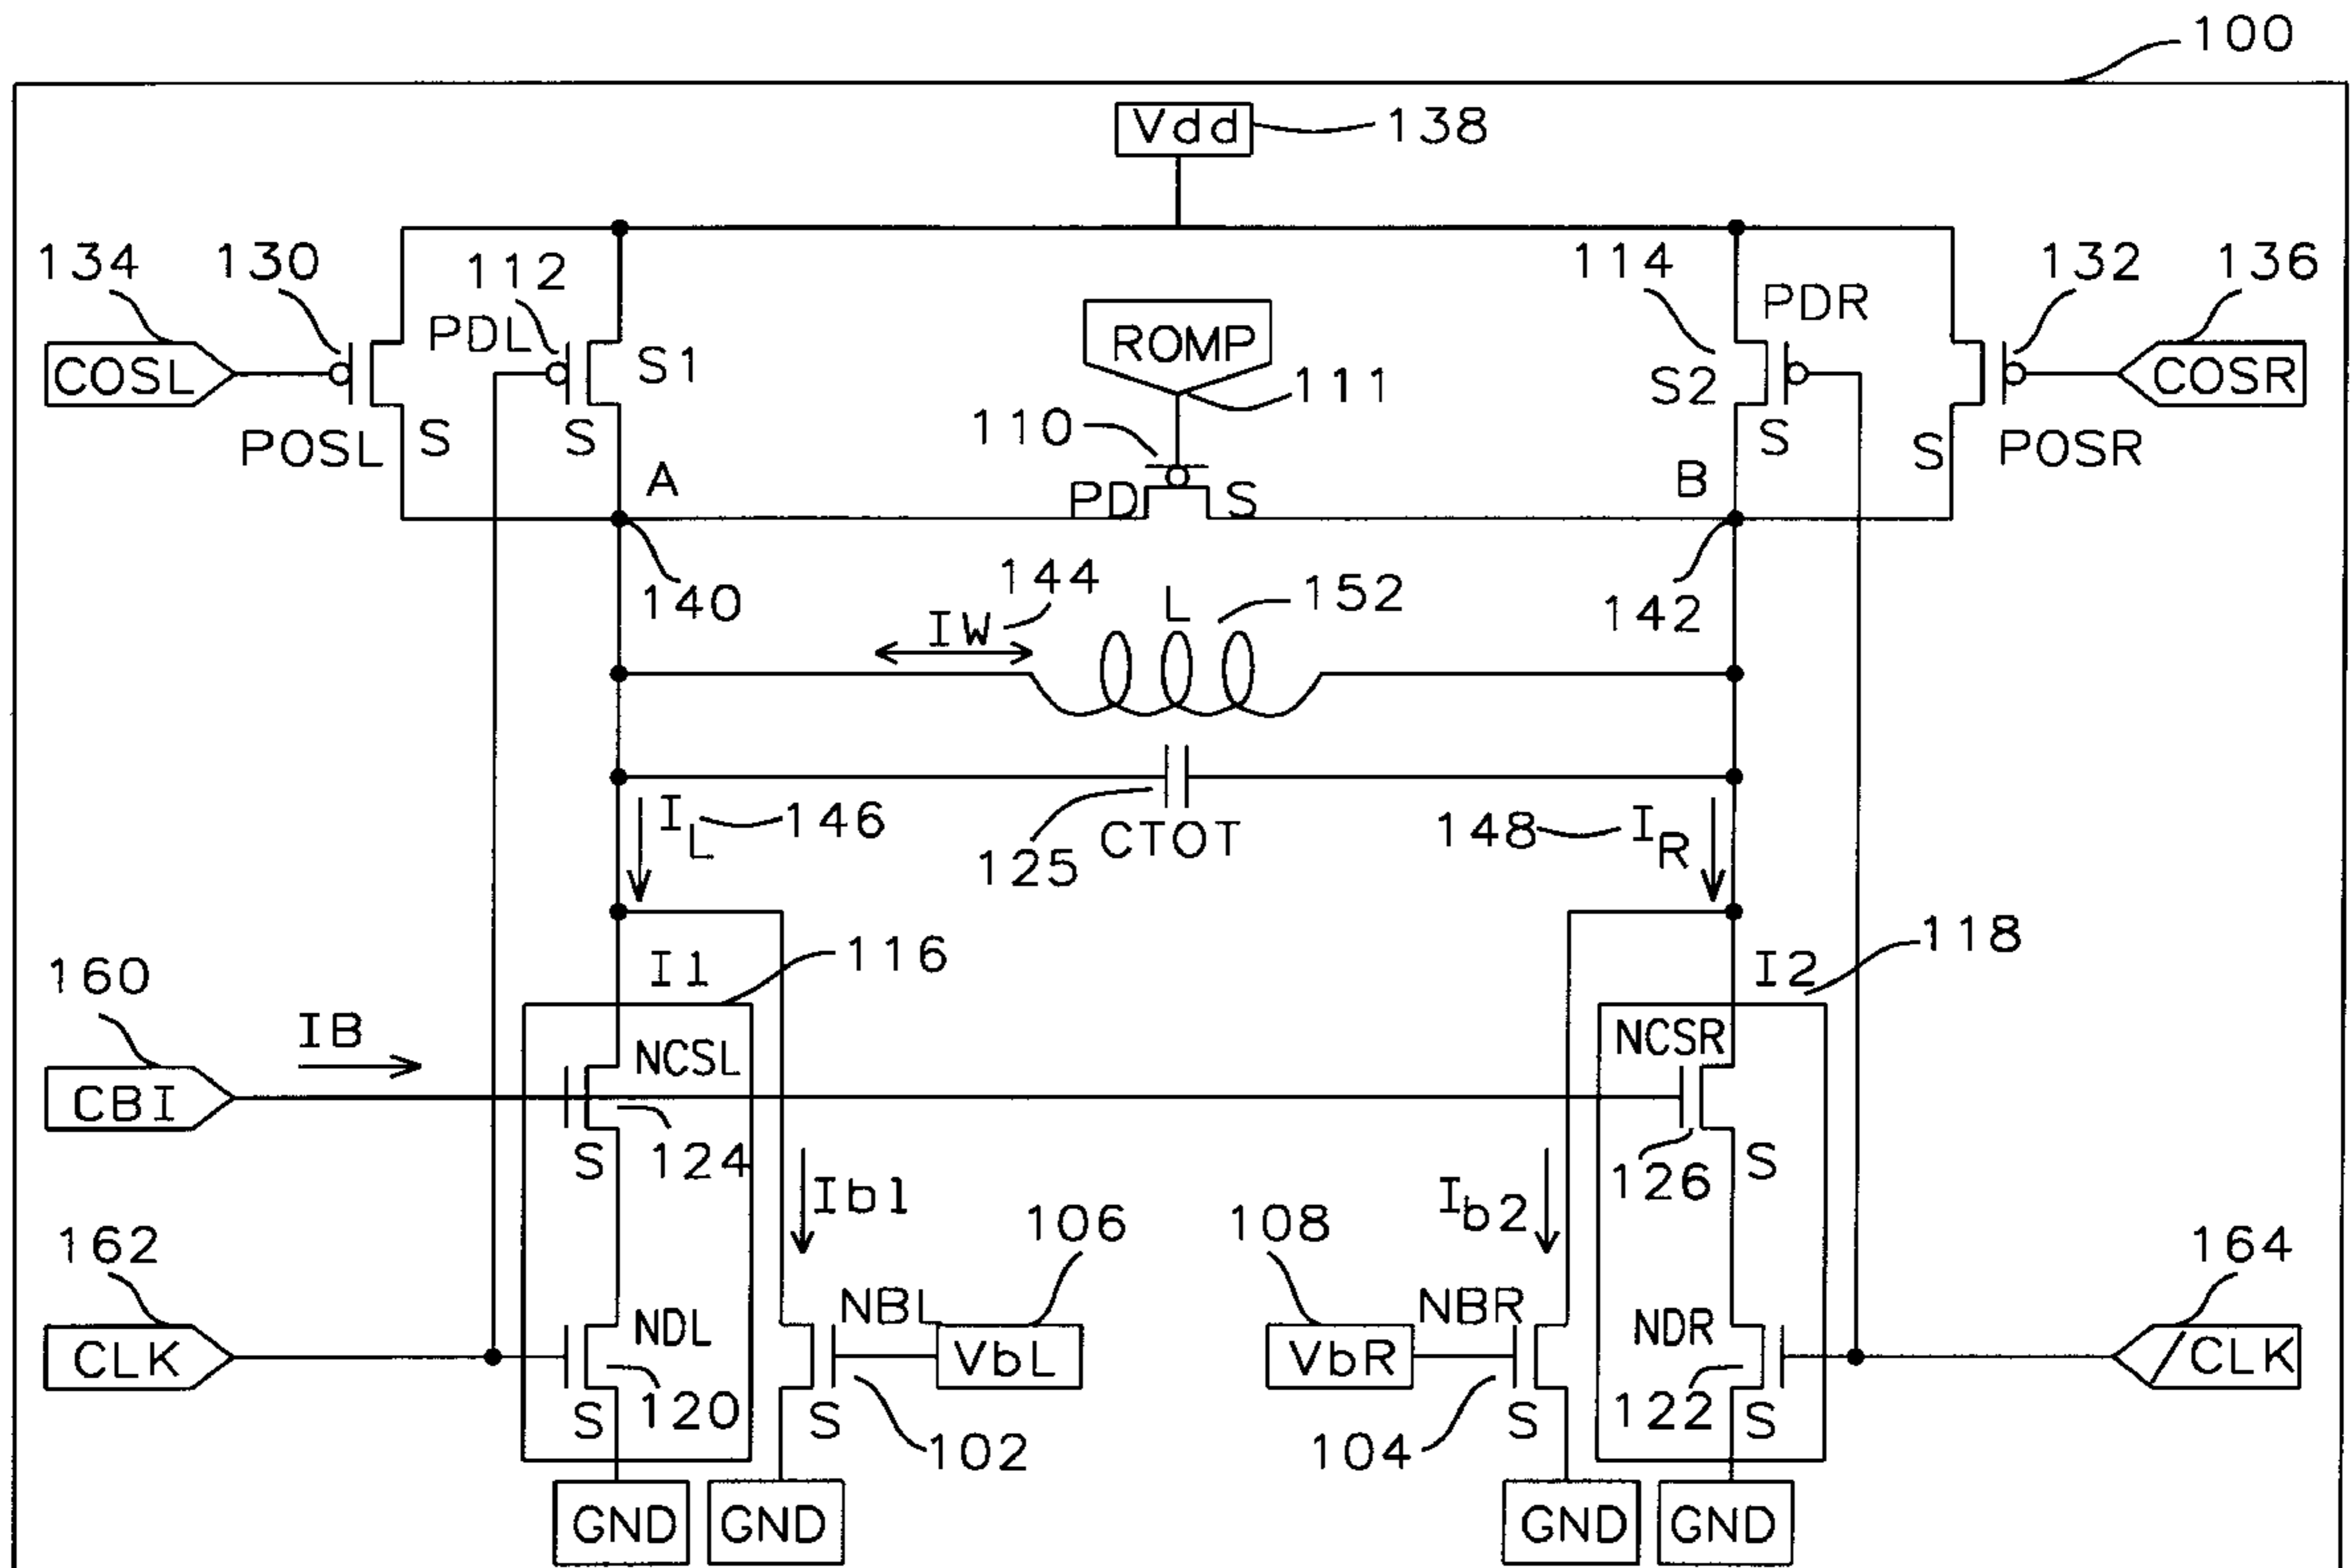 100
Vdd 138
134 130 112 114 PDR 132 136
COSL PDL S1 ROMP S2 COSR
111
POSL S S 110 S S POSR
A PD S B
140 144 IW L 152 142
I L 146 125 CTOT 148 I R
160 IB I1 116 I2 118
CBI NCSL NCSR
S 124 126 S
Ib1 Ib2
162 106 108 164
CLK NDL NBL VbL VbR NBR NDR /CLK
S 120 S 102 104 S 122 S
GND GND GND GND